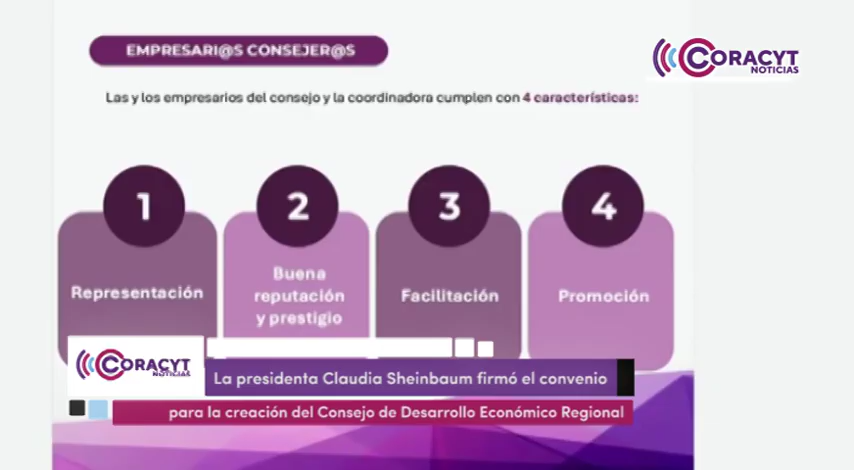 EMPRESARI@S CONSEJER@S
CORACYT
NOTICIAS
Las y los empresarios del consejo y la coordinadora cumplen con 4 características:
1
2
3
4
Representación
Buena
reputación
y prestigio
Facilitación
Promoción
CORACYT
NOTICIAS
La presidenta Claudia Sheinbaum firmó el convenio
para la creación del Consejo de Desarrollo Económico Regional